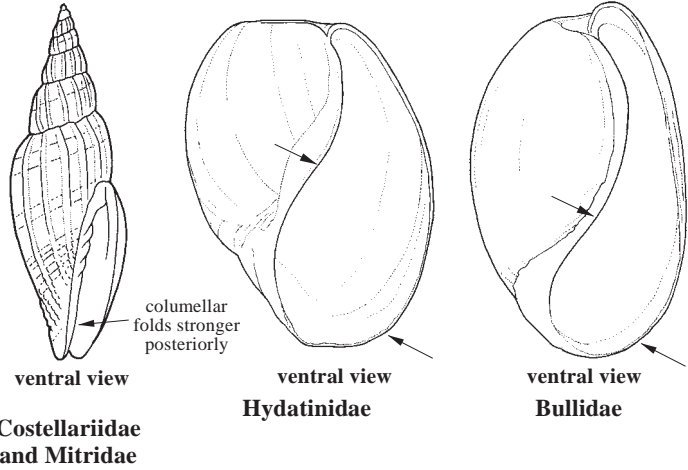 columellar
folds stronger
posteriorly
ventral view
ventral view
ventral view
Costellariidae
and Mitridae
Hydatinidae
Bullidae